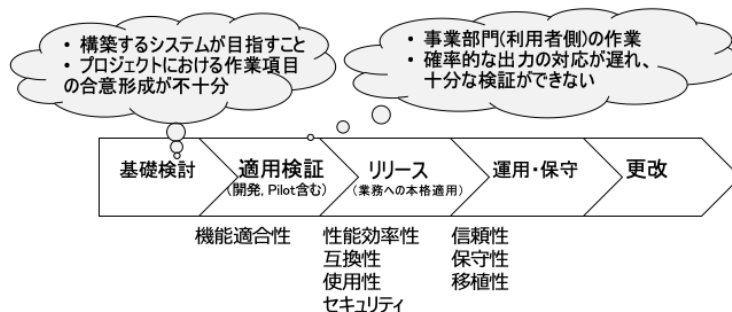 • 構築するシステムが目指すこと
• プロジェクトにおける作業項目
の合意形成が不十分
• 事業部門(利用者側)の作業
• 確率的な出力の対応が遅れ、
十分な検証ができない
基礎検討
適用検証
(開発, Pilot含む)
リリース
(業務への本格適用)
運用・保守
更改
機能適合性
性能効率性
互換性
使用性
セキュリティ
信頼性
保守性
移植性